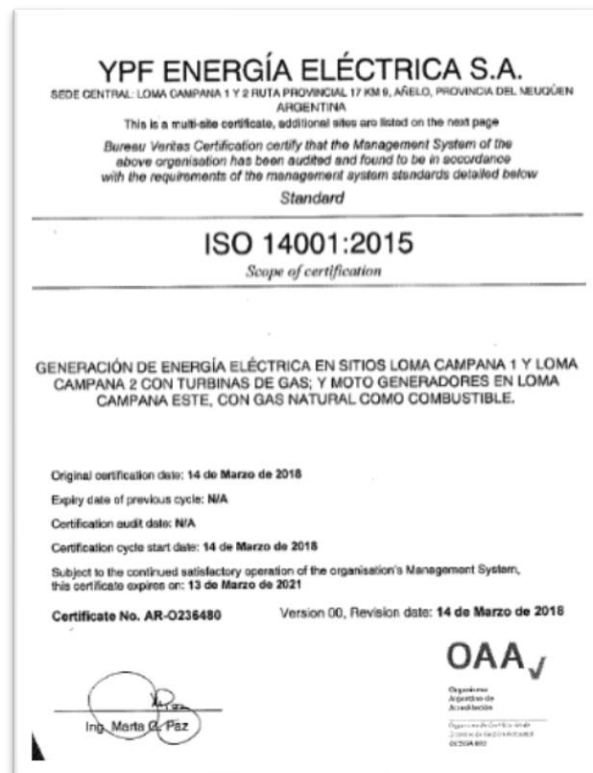 YPF ENERGÍA ELÉCTRICA S.A.
SEDE CENTRAL: LOMA CAMPANA 1 Y 2 RUTA PROVINCIAL 17 KM 9, AÑELO, PROVINCIA DEL NEUQÚEN
ARGENTINA
This is a multi-site certificate, additional sites are listed on the next page
Bureau Veritas Certification certify that the Management System of the
above organisation has been audited and found to be in accordance
with the requirements of the management system standards detailed below
Standard
ISO 14001:2015
Scope of certification
GENERACIÓN DE ENERGÍA ELÉCTRICA EN SITIOS LOMA CAMPANA 1 Y LOMA
CAMPANA 2 CON TURBINAS DE GAS; Y MOTO GENERADORES EN LOMA
CAMPANA ESTE, CON GAS NATURAL COMO COMBUSTIBLE.
Original certification date: 14 de Marzo de 2018
Expiry date of previous cycle: N/A
Certification audit date: N/A
Certification cycle start date: 14 de Marzo de 2018
Subject to the continued satisfactory operation of the organisation's Management System,
this certificate expires on: 13 de Marzo de 2021
Certificate No. AR-O236480 Version 00, Revision date: 14 de Marzo de 2018
OAA
Organismo
Argentino de
Acreditación
Ing. Marta C. Paz